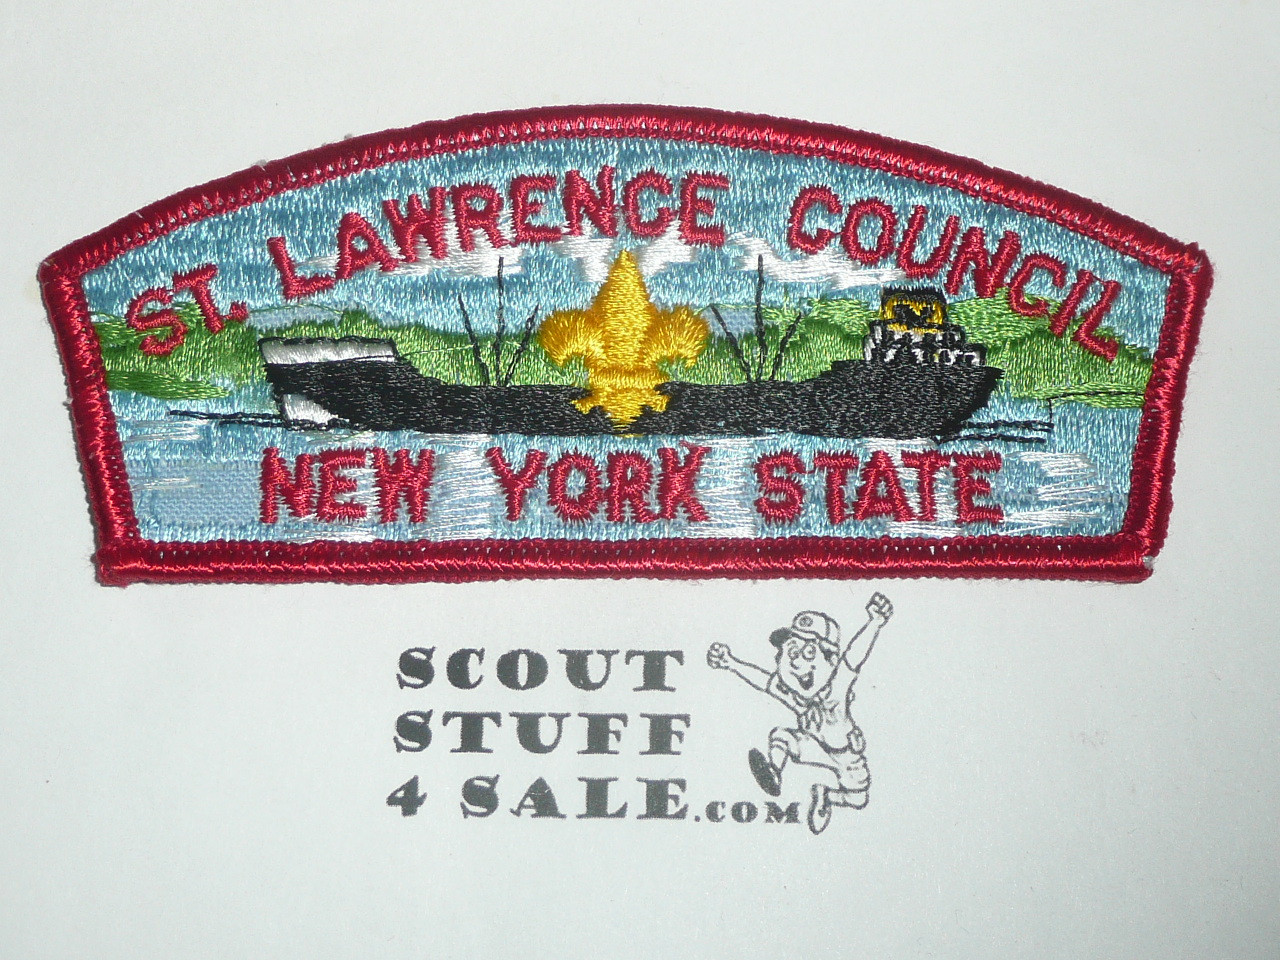 ST. LAWRENCE COUNCIL
NEW YORK STATE
SCOUT
STUFF
4 SALE.COM